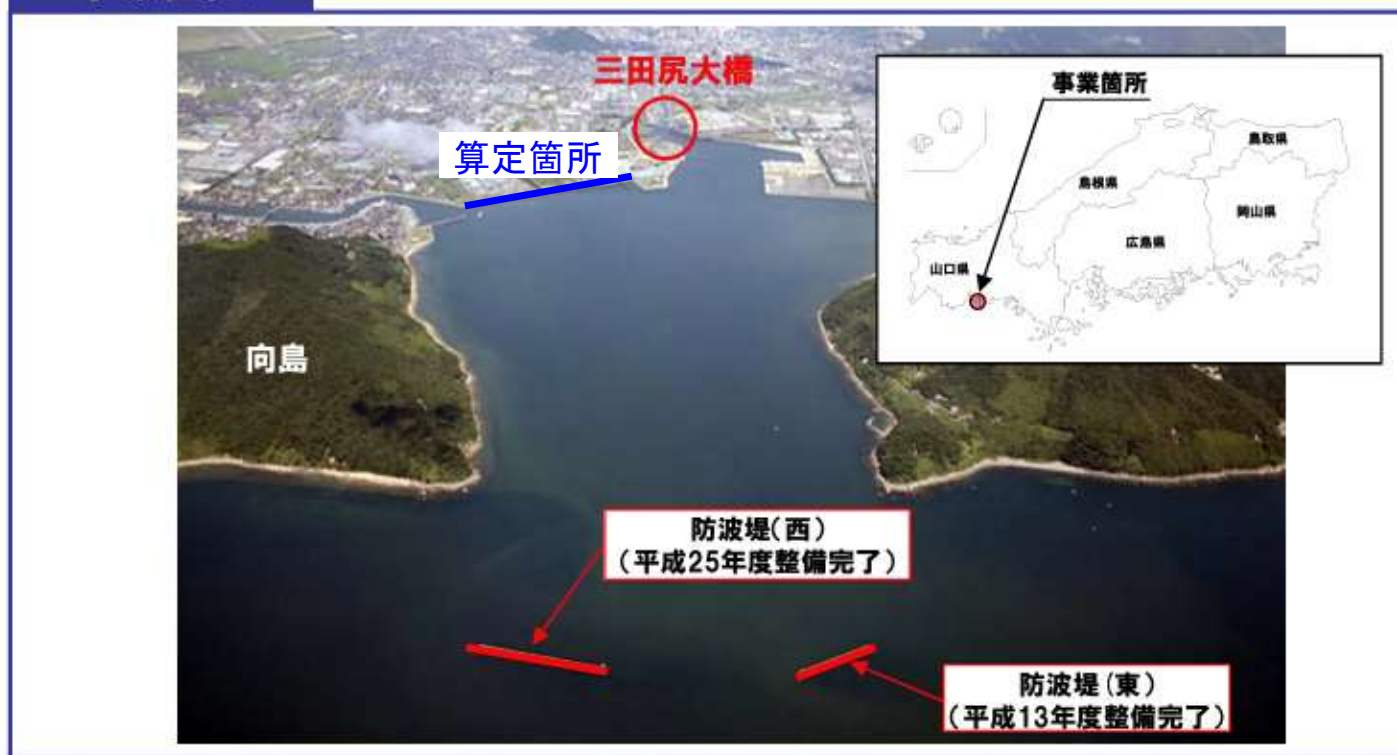 三田尻大橋
算定箇所
事業箇所
鳥取県
島根県
岡山県
広島県
山口県
向島
防波堤(西)
(平成25年度整備完了)
防波堤(東)
(平成13年度整備完了)